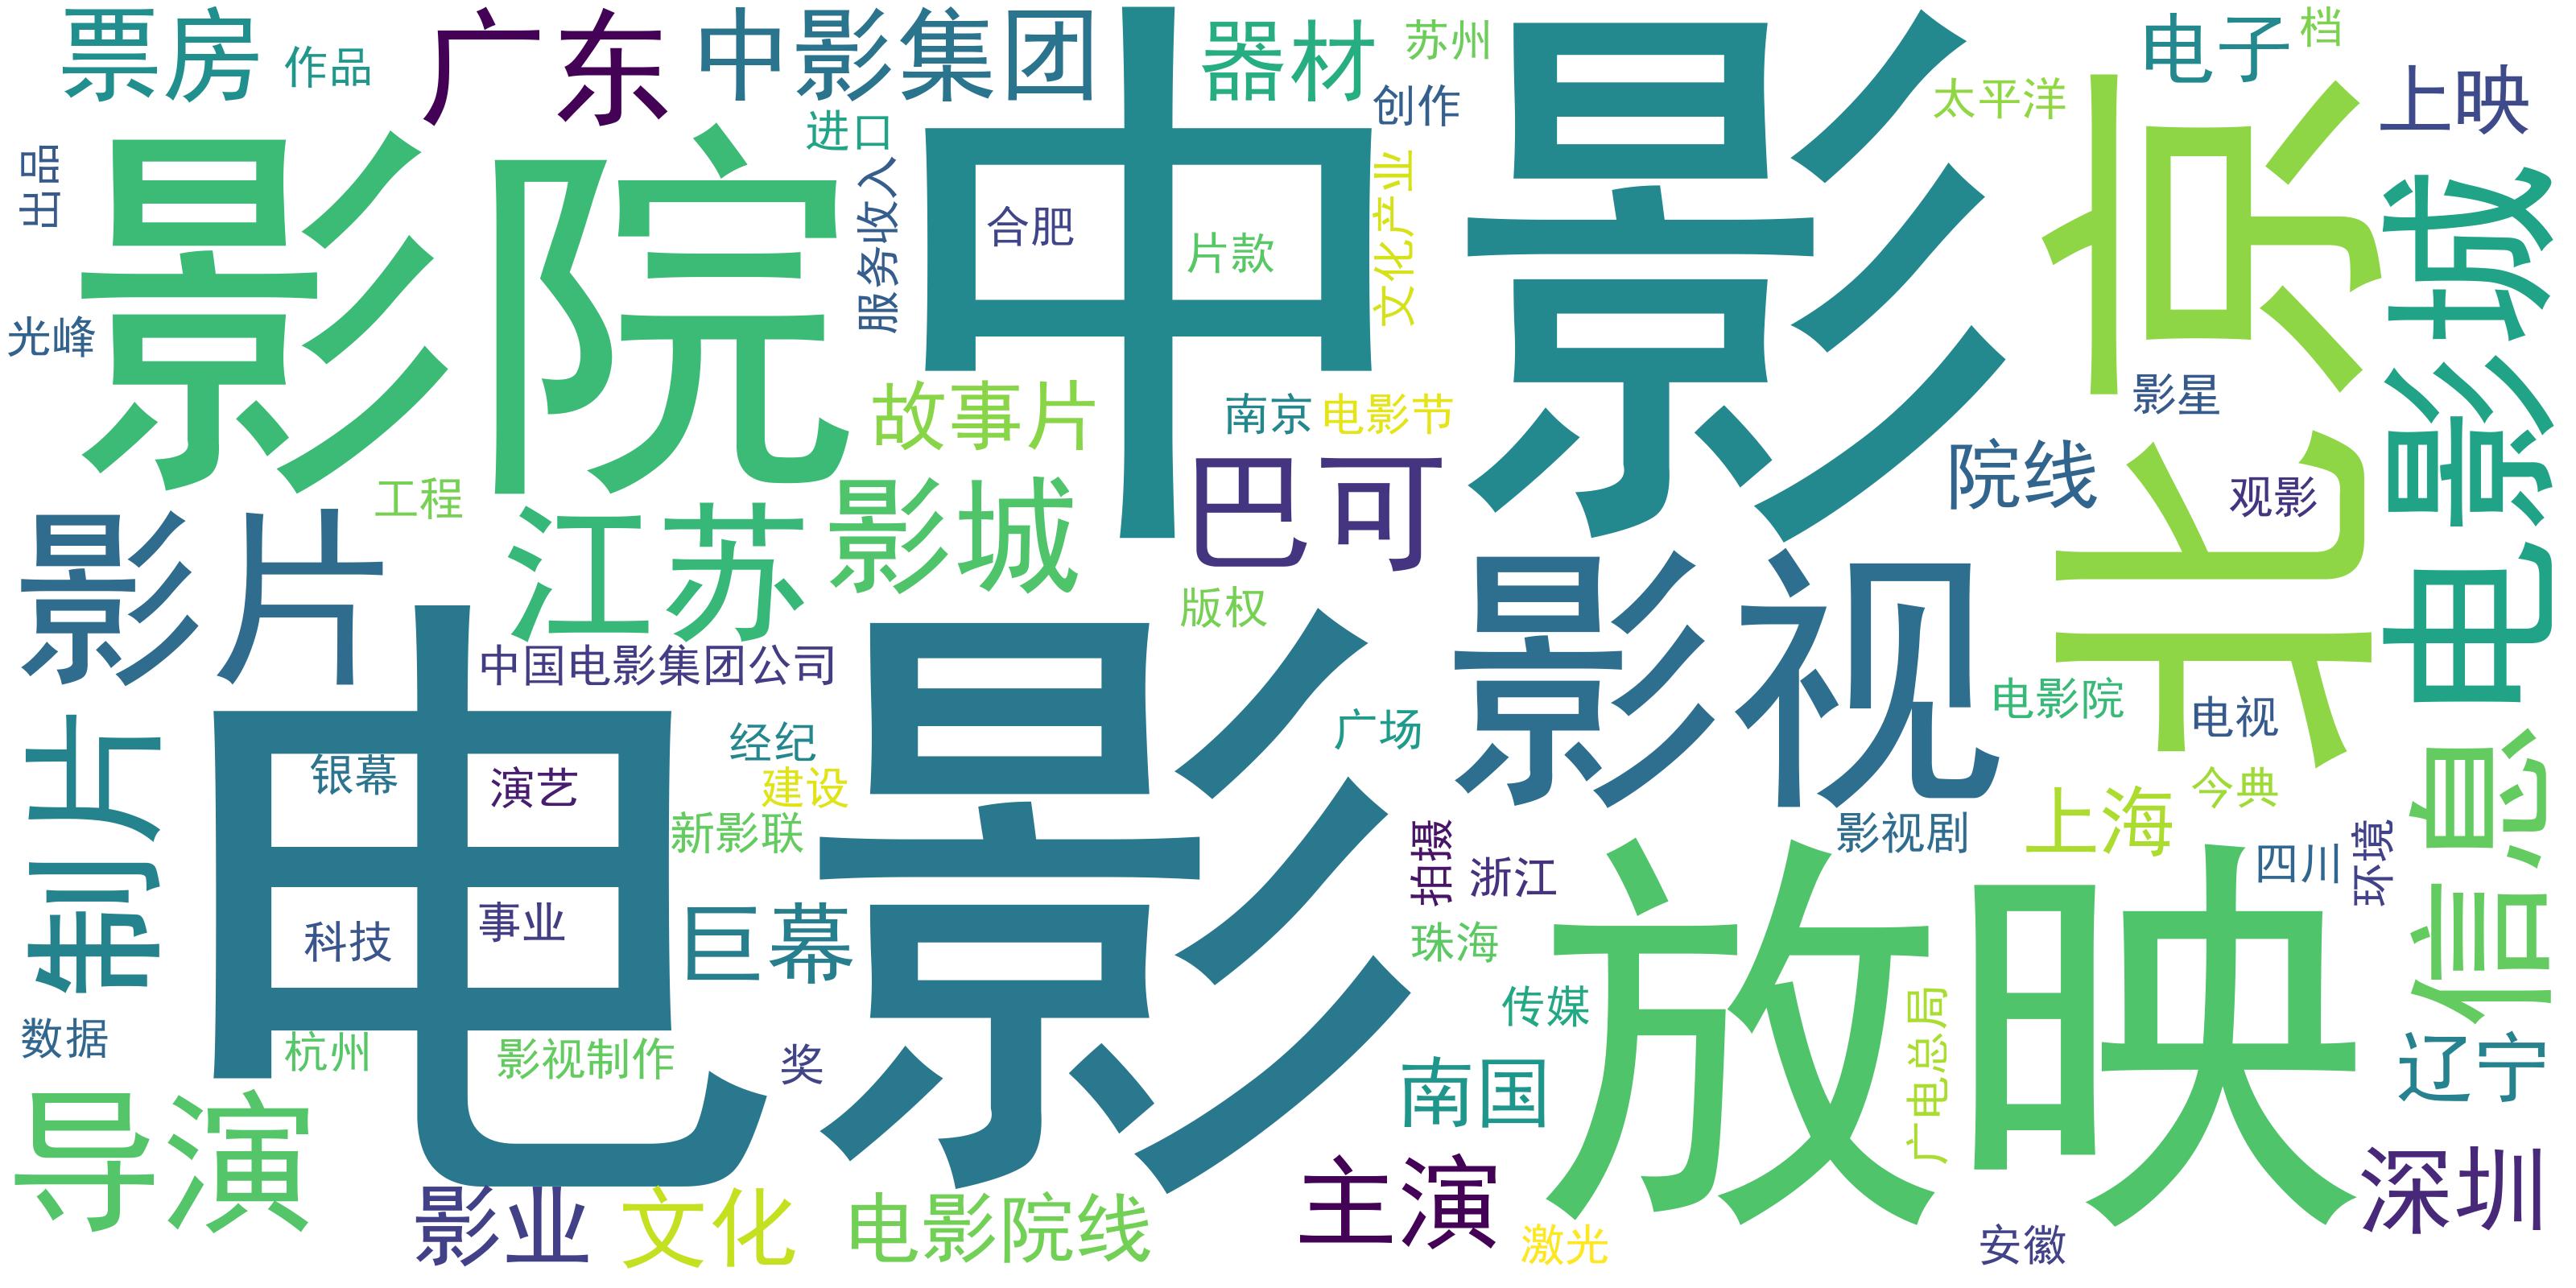 票房
作品
广东
中影集团
器材
苏州
电子
档
上映
创作
太平洋
进口
出品
影院
中影
北京
电影城
服务收入
文化产业
合肥
片款
光峰
故事片
南京
电影节
影星
院线
观影
工程
影城
巴可
影片
江苏
版权
影视
中国电影集团公司
电影院
电视
制片
电影
经纪
广场
银幕
演艺
建设
今典
信息
新影联
拍摄
影视剧
上海
浙江
四川
环境
科技
事业
巨幕
珠海
放映
数据
杭州
影视制作
奖
传媒
广电总局
辽宁
导演
南国
主演
深圳
影业
文化
电影院线
激光
安徽